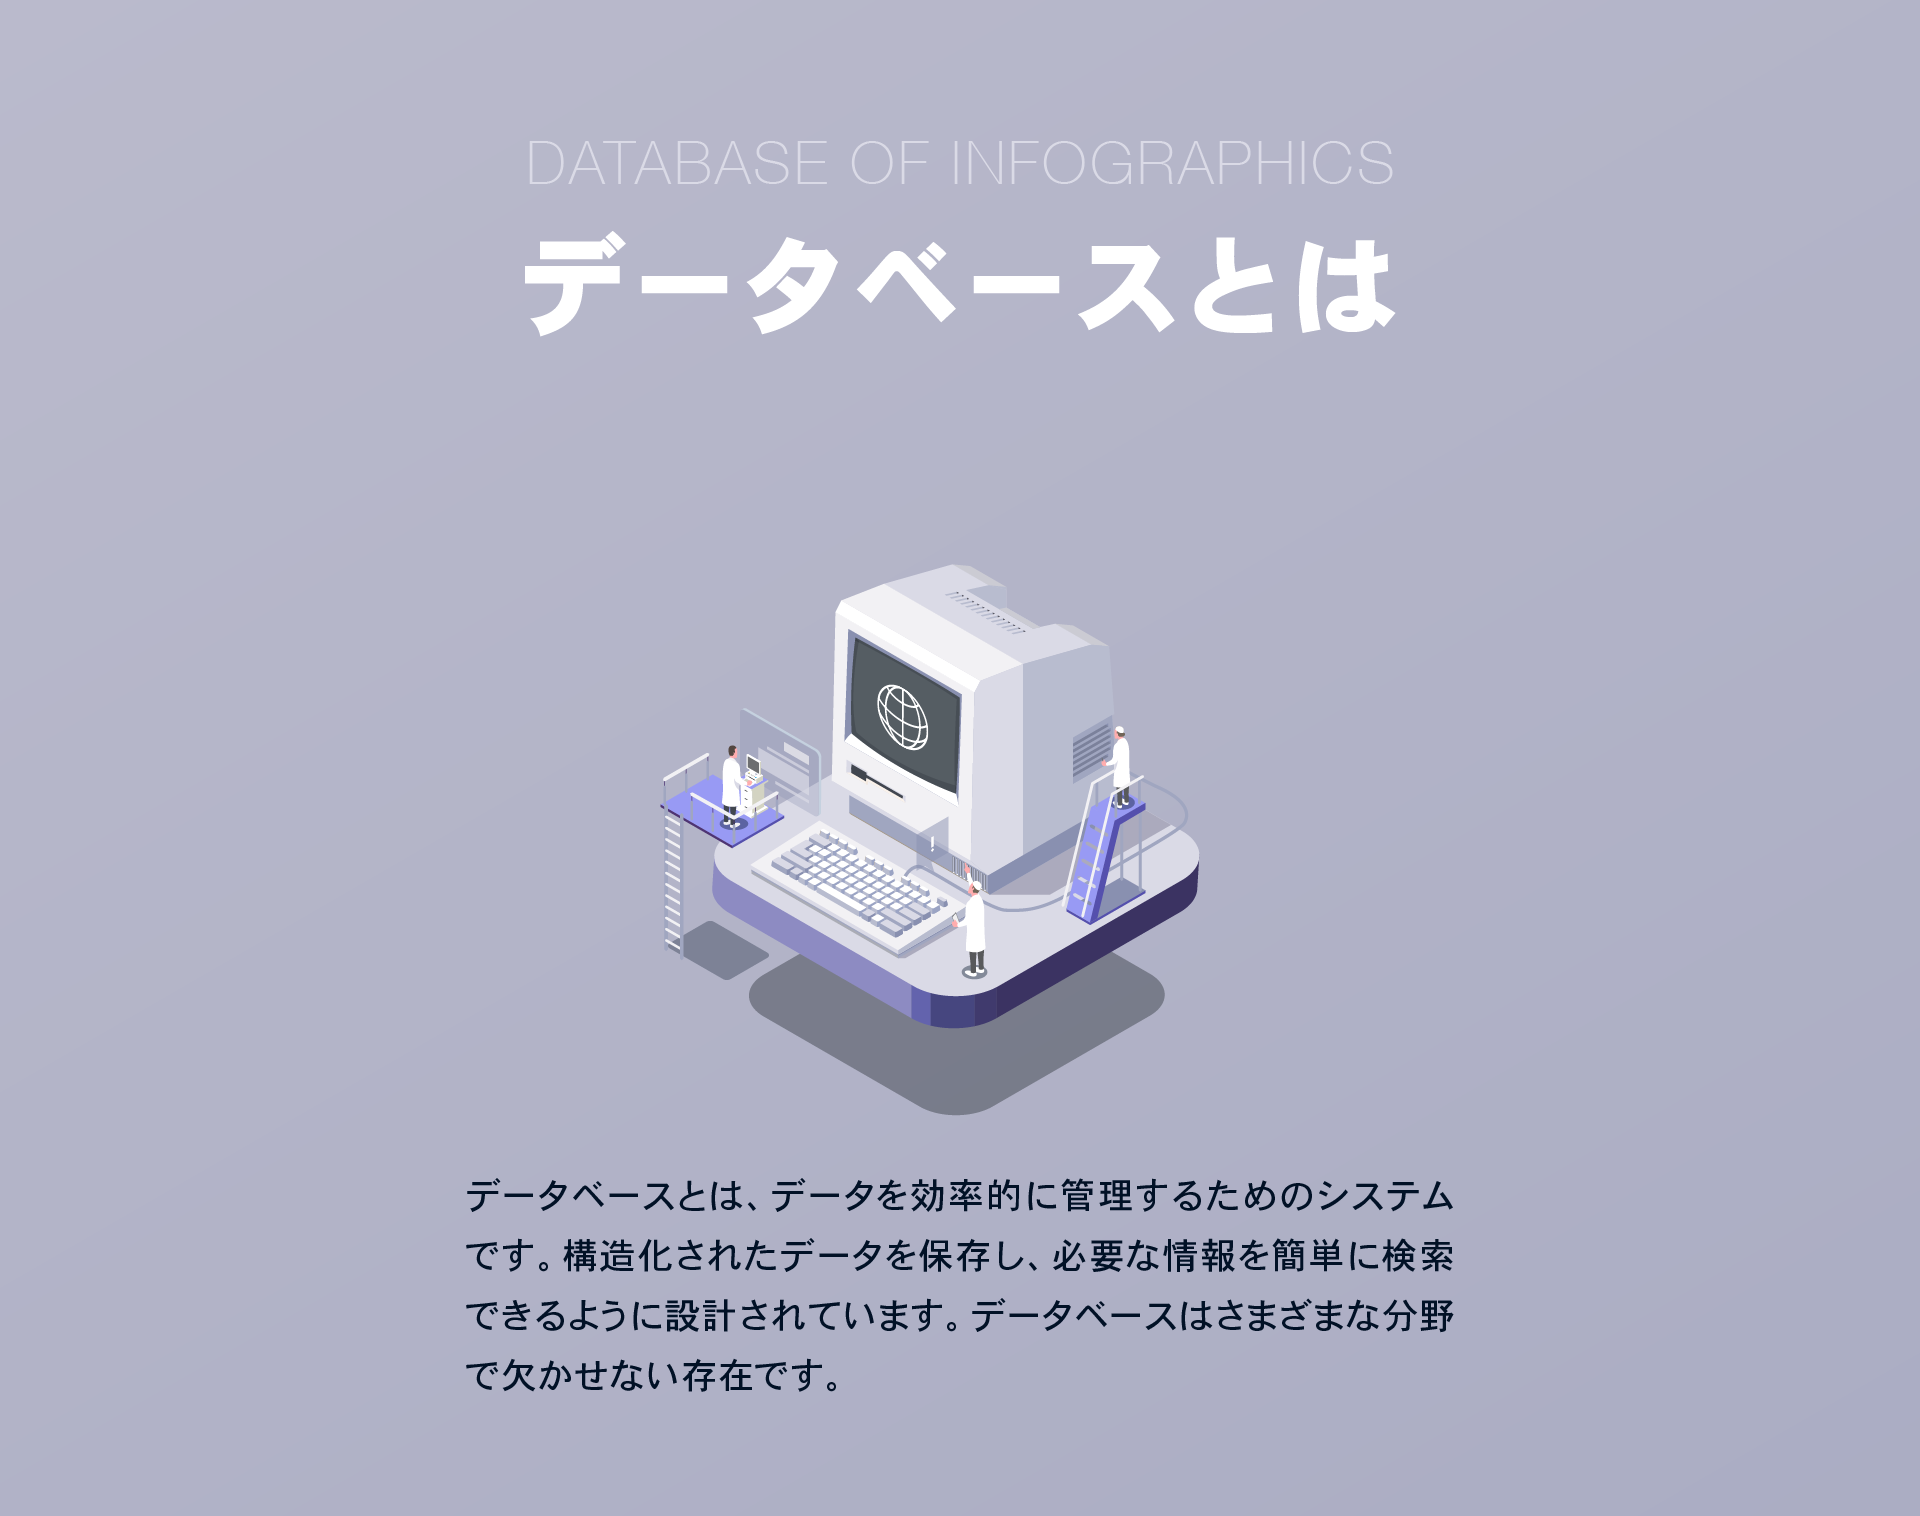 DATABASE OF INFOGRAPHICS
データベースとは
!
データベースとは、データを効率的に管理するためのシステム
です。構造化されたデータを保存し、必要な情報を簡単に検索
できるように設計されています。データベースはさまざまな分野
で欠かせない存在です。